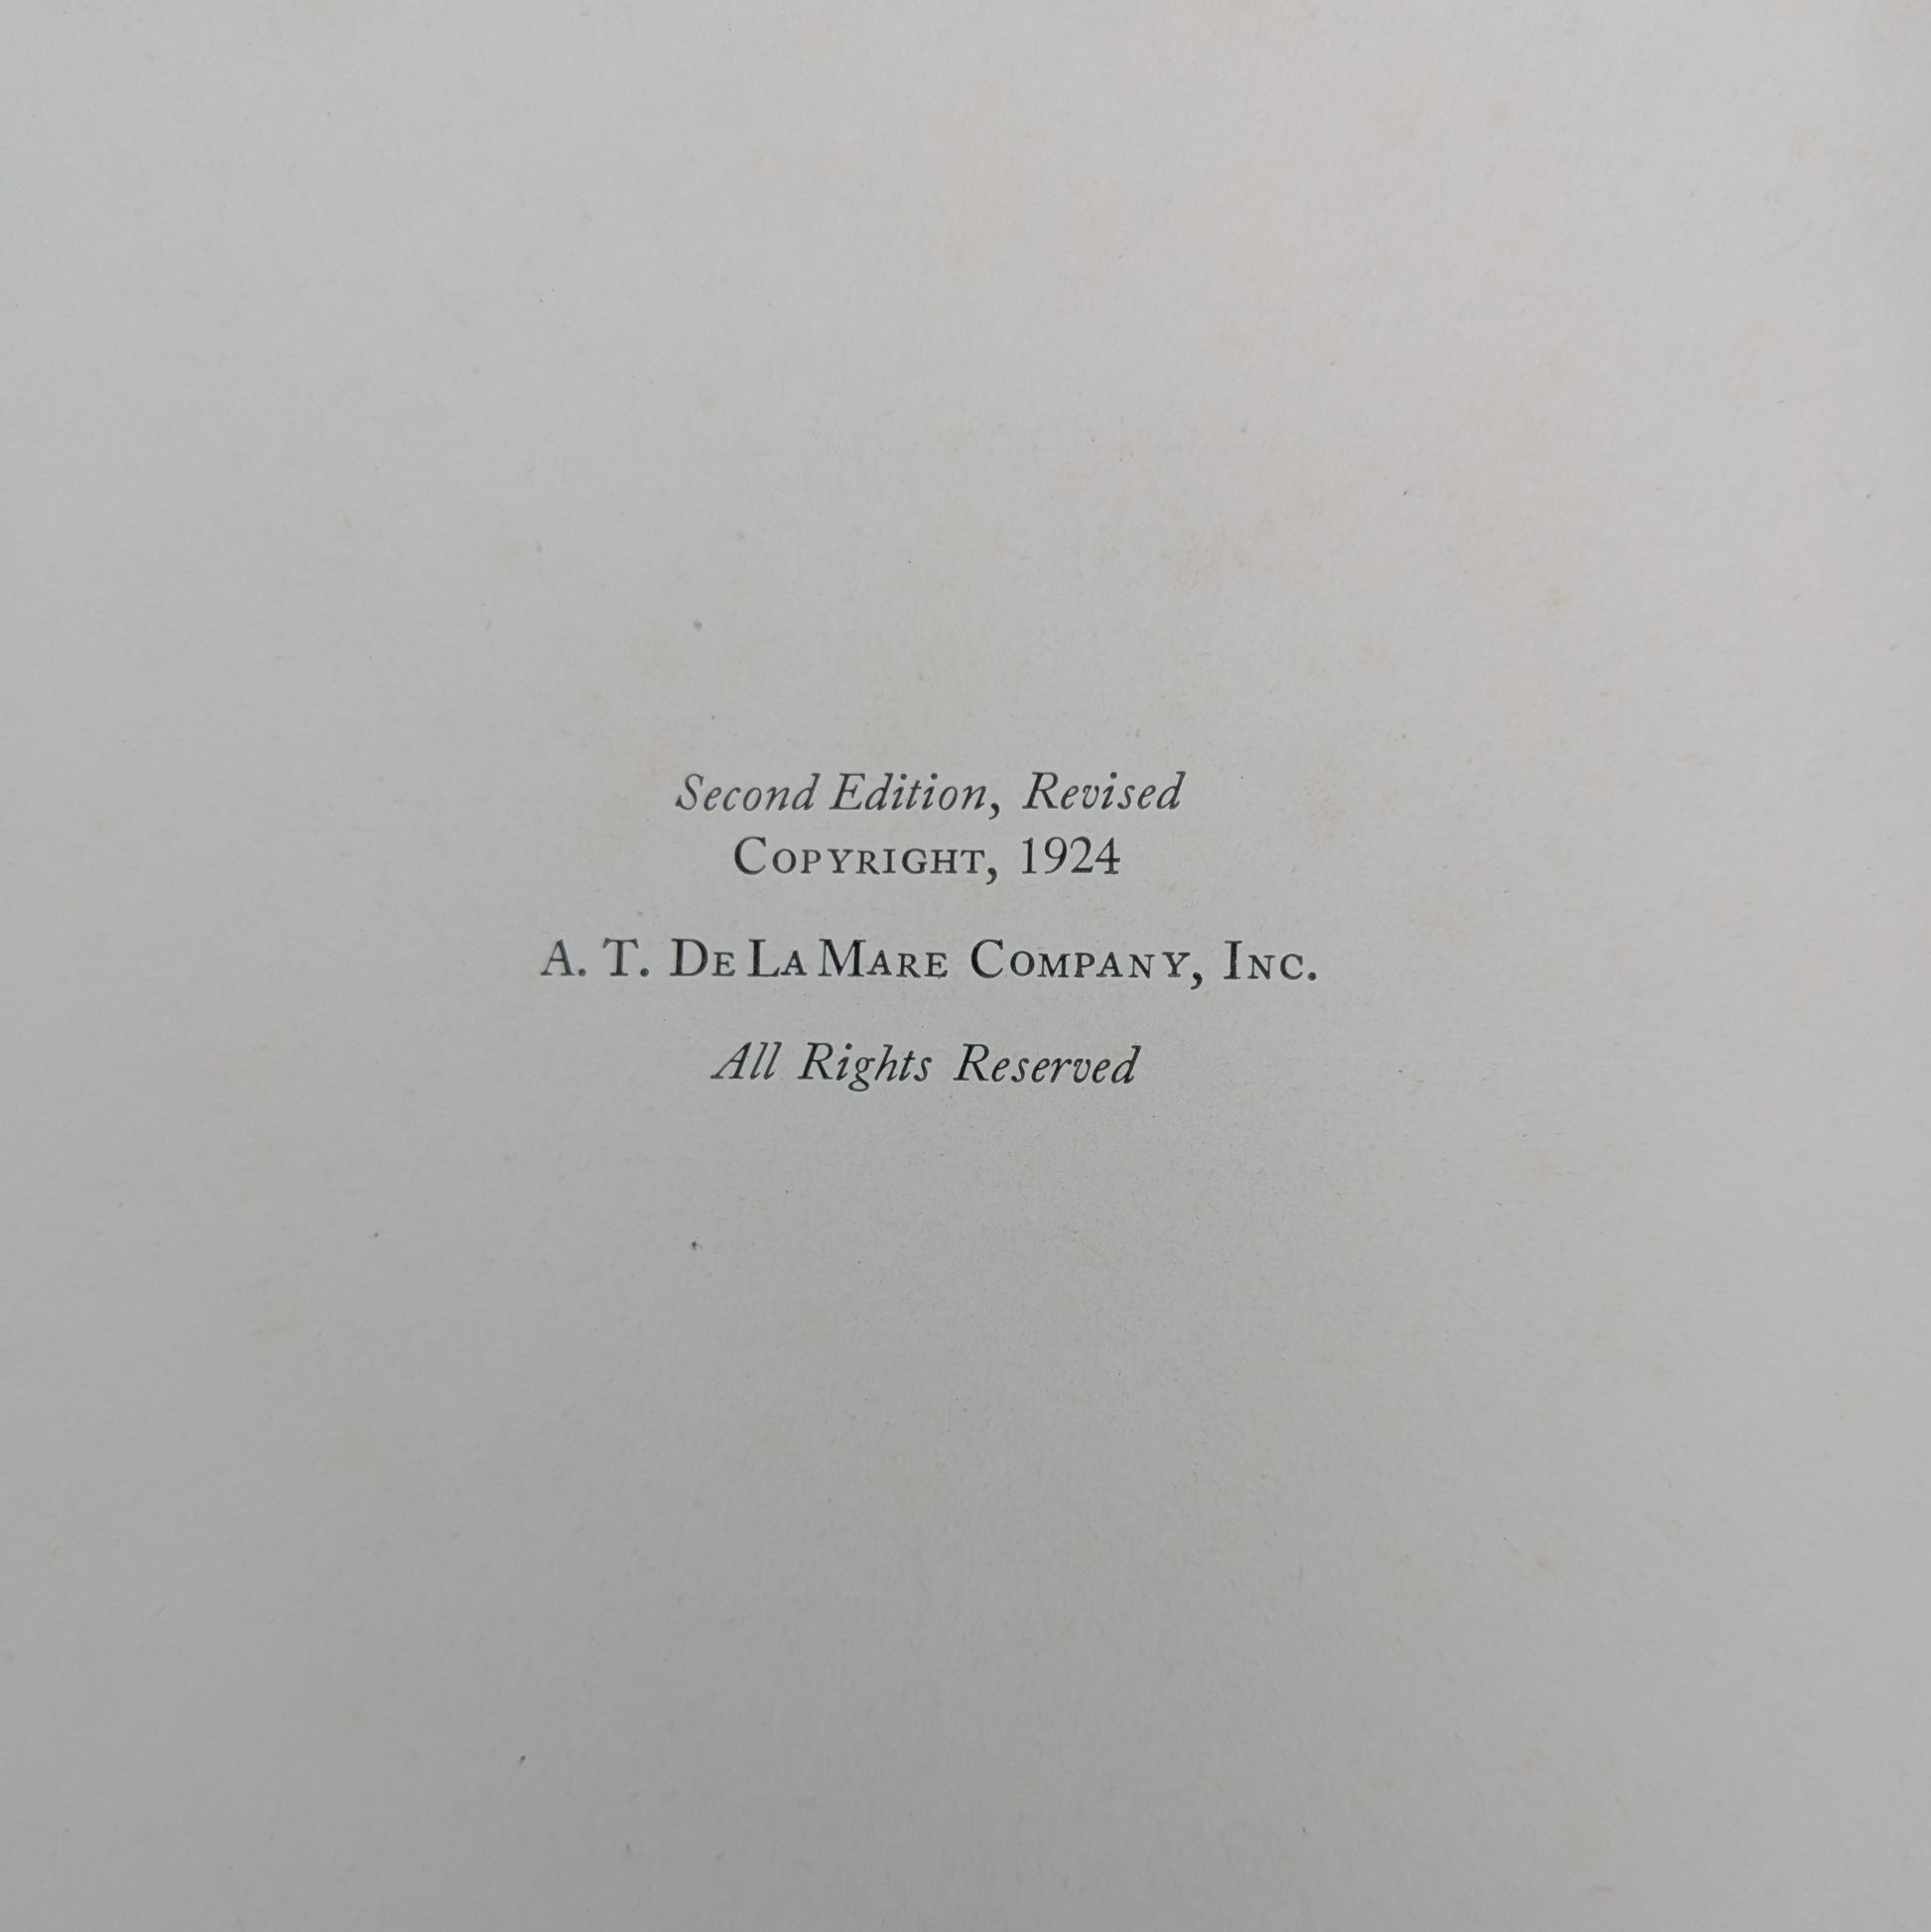 Second Edition, Revised
Copyright, 1924
A. T. De La Mare Company, Inc.
All Rights Reserved